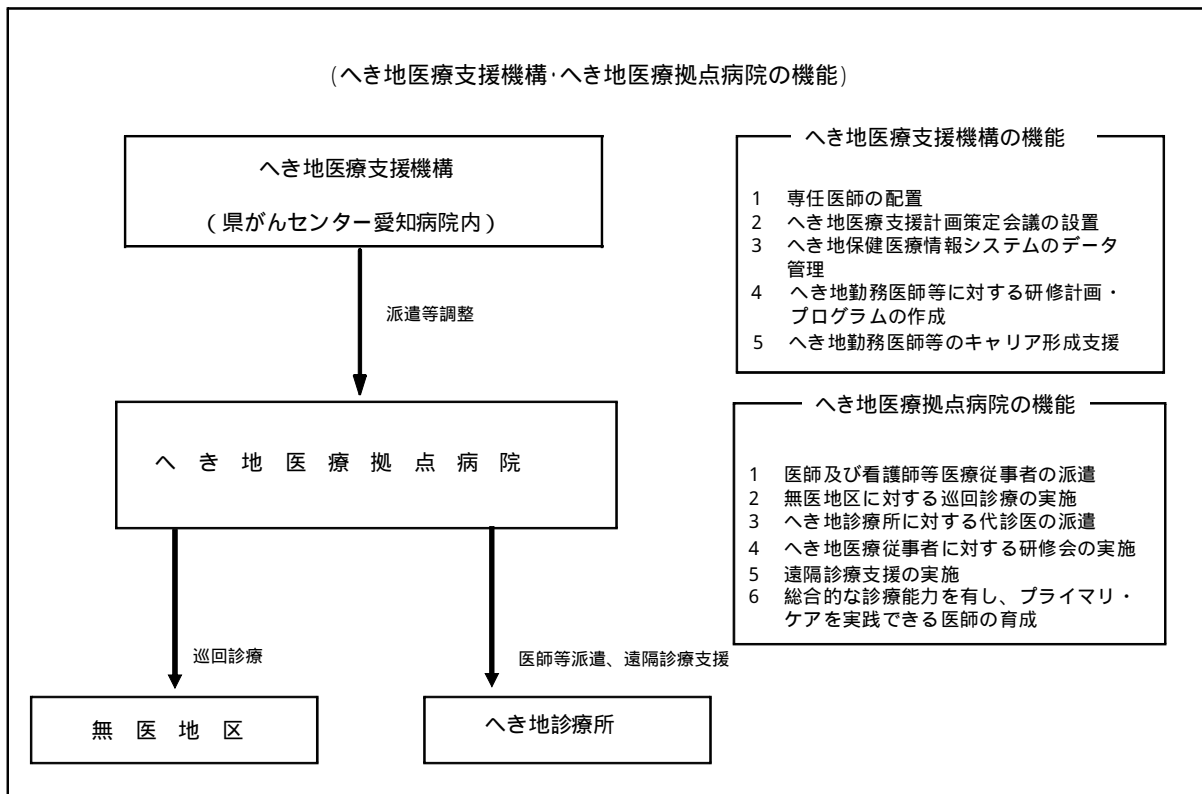 (へき地医療支援機構・へき地医療拠点病院の機能)
へき地医療支援機構
(県がんセンター愛知病院内)
派遣等調整
へ き 地 医 療 拠 点 病 院
巡回診療
医師等派遣、遠隔診療支援
無 医 地 区
へき地診療所
へき地医療支援機構の機能
1 専任医師の配置
2 へき地医療支援計画策定会議の設置
3 へき地保健医療情報システムのデータ
管理
4 へき地勤務医師等に対する研修計画・
プログラムの作成
5 へき地勤務医師等のキャリア形成支援
へき地医療拠点病院の機能
1 医師及び看護師等医療従事者の派遣
2 無医地区に対する巡回診療の実施
3 へき地診療所に対する代診医の派遣
4 へき地医療従事者に対する研修会の実施
5 遠隔診療支援の実施
6 総合的な診療能力を有し、プライマリ・
ケアを実践できる医師の育成